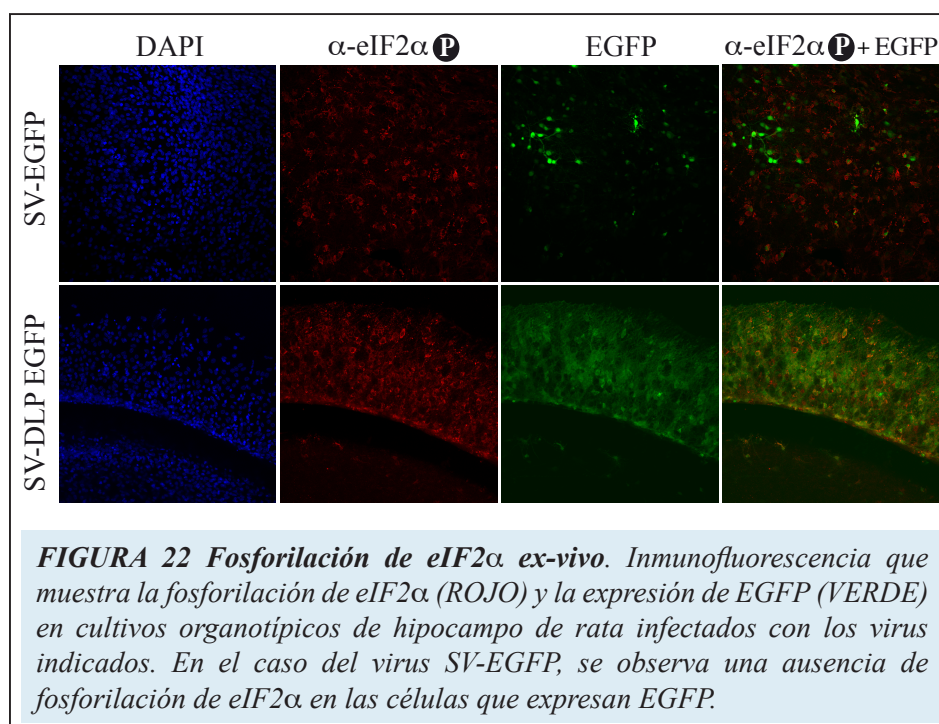 DAPI α-eIF2α P EGFP α-eIF2α P + EGFP
SV-EGFP
SV-DLP EGFP
FIGURA 22 Fosforilación de eIF2α ex-vivo. Inmunofluorescencia que
muestra la fosforilación de eIF2α (ROJO) y la expresión de EGFP (VERDE)
en cultivos organotípicos de hipocampo de rata infectados con los virus
indicados. En el caso del virus SV-EGFP, se observa una ausencia de
fosforilación de eIF2α en las células que expresan EGFP.